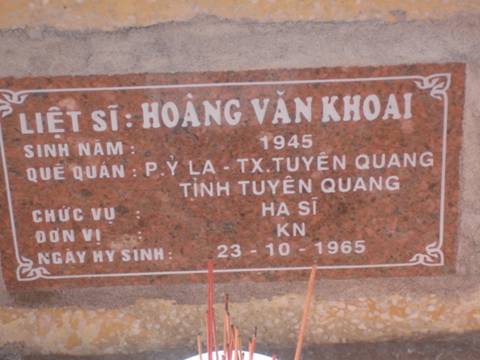 LIỆT SĨ : HOÀNG VĂN KHOAI
SINH NĂM : 1945
QUÊ QUÁN : P.Ỷ LA - TX.TUYÊN QUANG
TỈNH TUYÊN QUANG
CHỨC VỤ : HẠ SĨ
ĐƠN VỊ : KN
NGÀY HY SINH : 23 - 10 - 1965